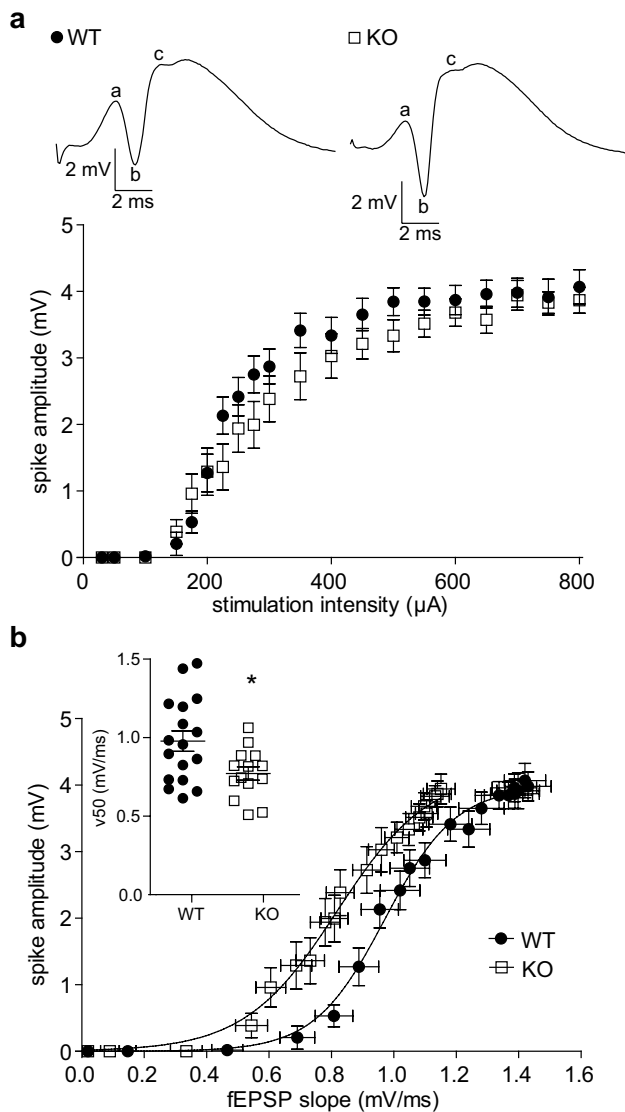 a
WT
KO
a
b
c
2 mV
2 ms
a
b
c
2 mV
2 ms
5
4
3
2
1
0
spike amplitude (mV)
0 200 400 600 800
stimulation intensity (µA)
b
1.5
1.0
0.5
0.0
v50 (mV/ms)
*
WT KO
5
4
3
2
1
0
spike amplitude (mV)
WT
KO
0.0 0.2 0.4 0.6 0.8 1.0 1.2 1.4 1.6
fEPSP slope (mV/ms)